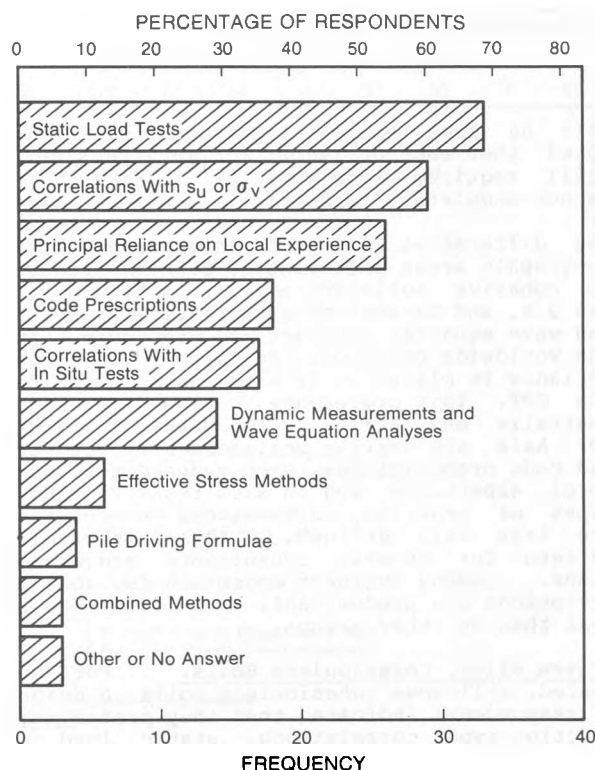 PERCENTAGE OF RESPONDENTS
0 10 20 30 40 50 60 70 80
Static Load Tests
Correlations With su or σv
Principal Reliance on Local Experience
Code Prescriptions
Correlations With
In Situ Tests
Dynamic Measurements and
Wave Equation Analyses
Effective Stress Methods
Pile Driving Formulae
Combined Methods
Other or No Answer
0 10 20 30 40
FREQUENCY